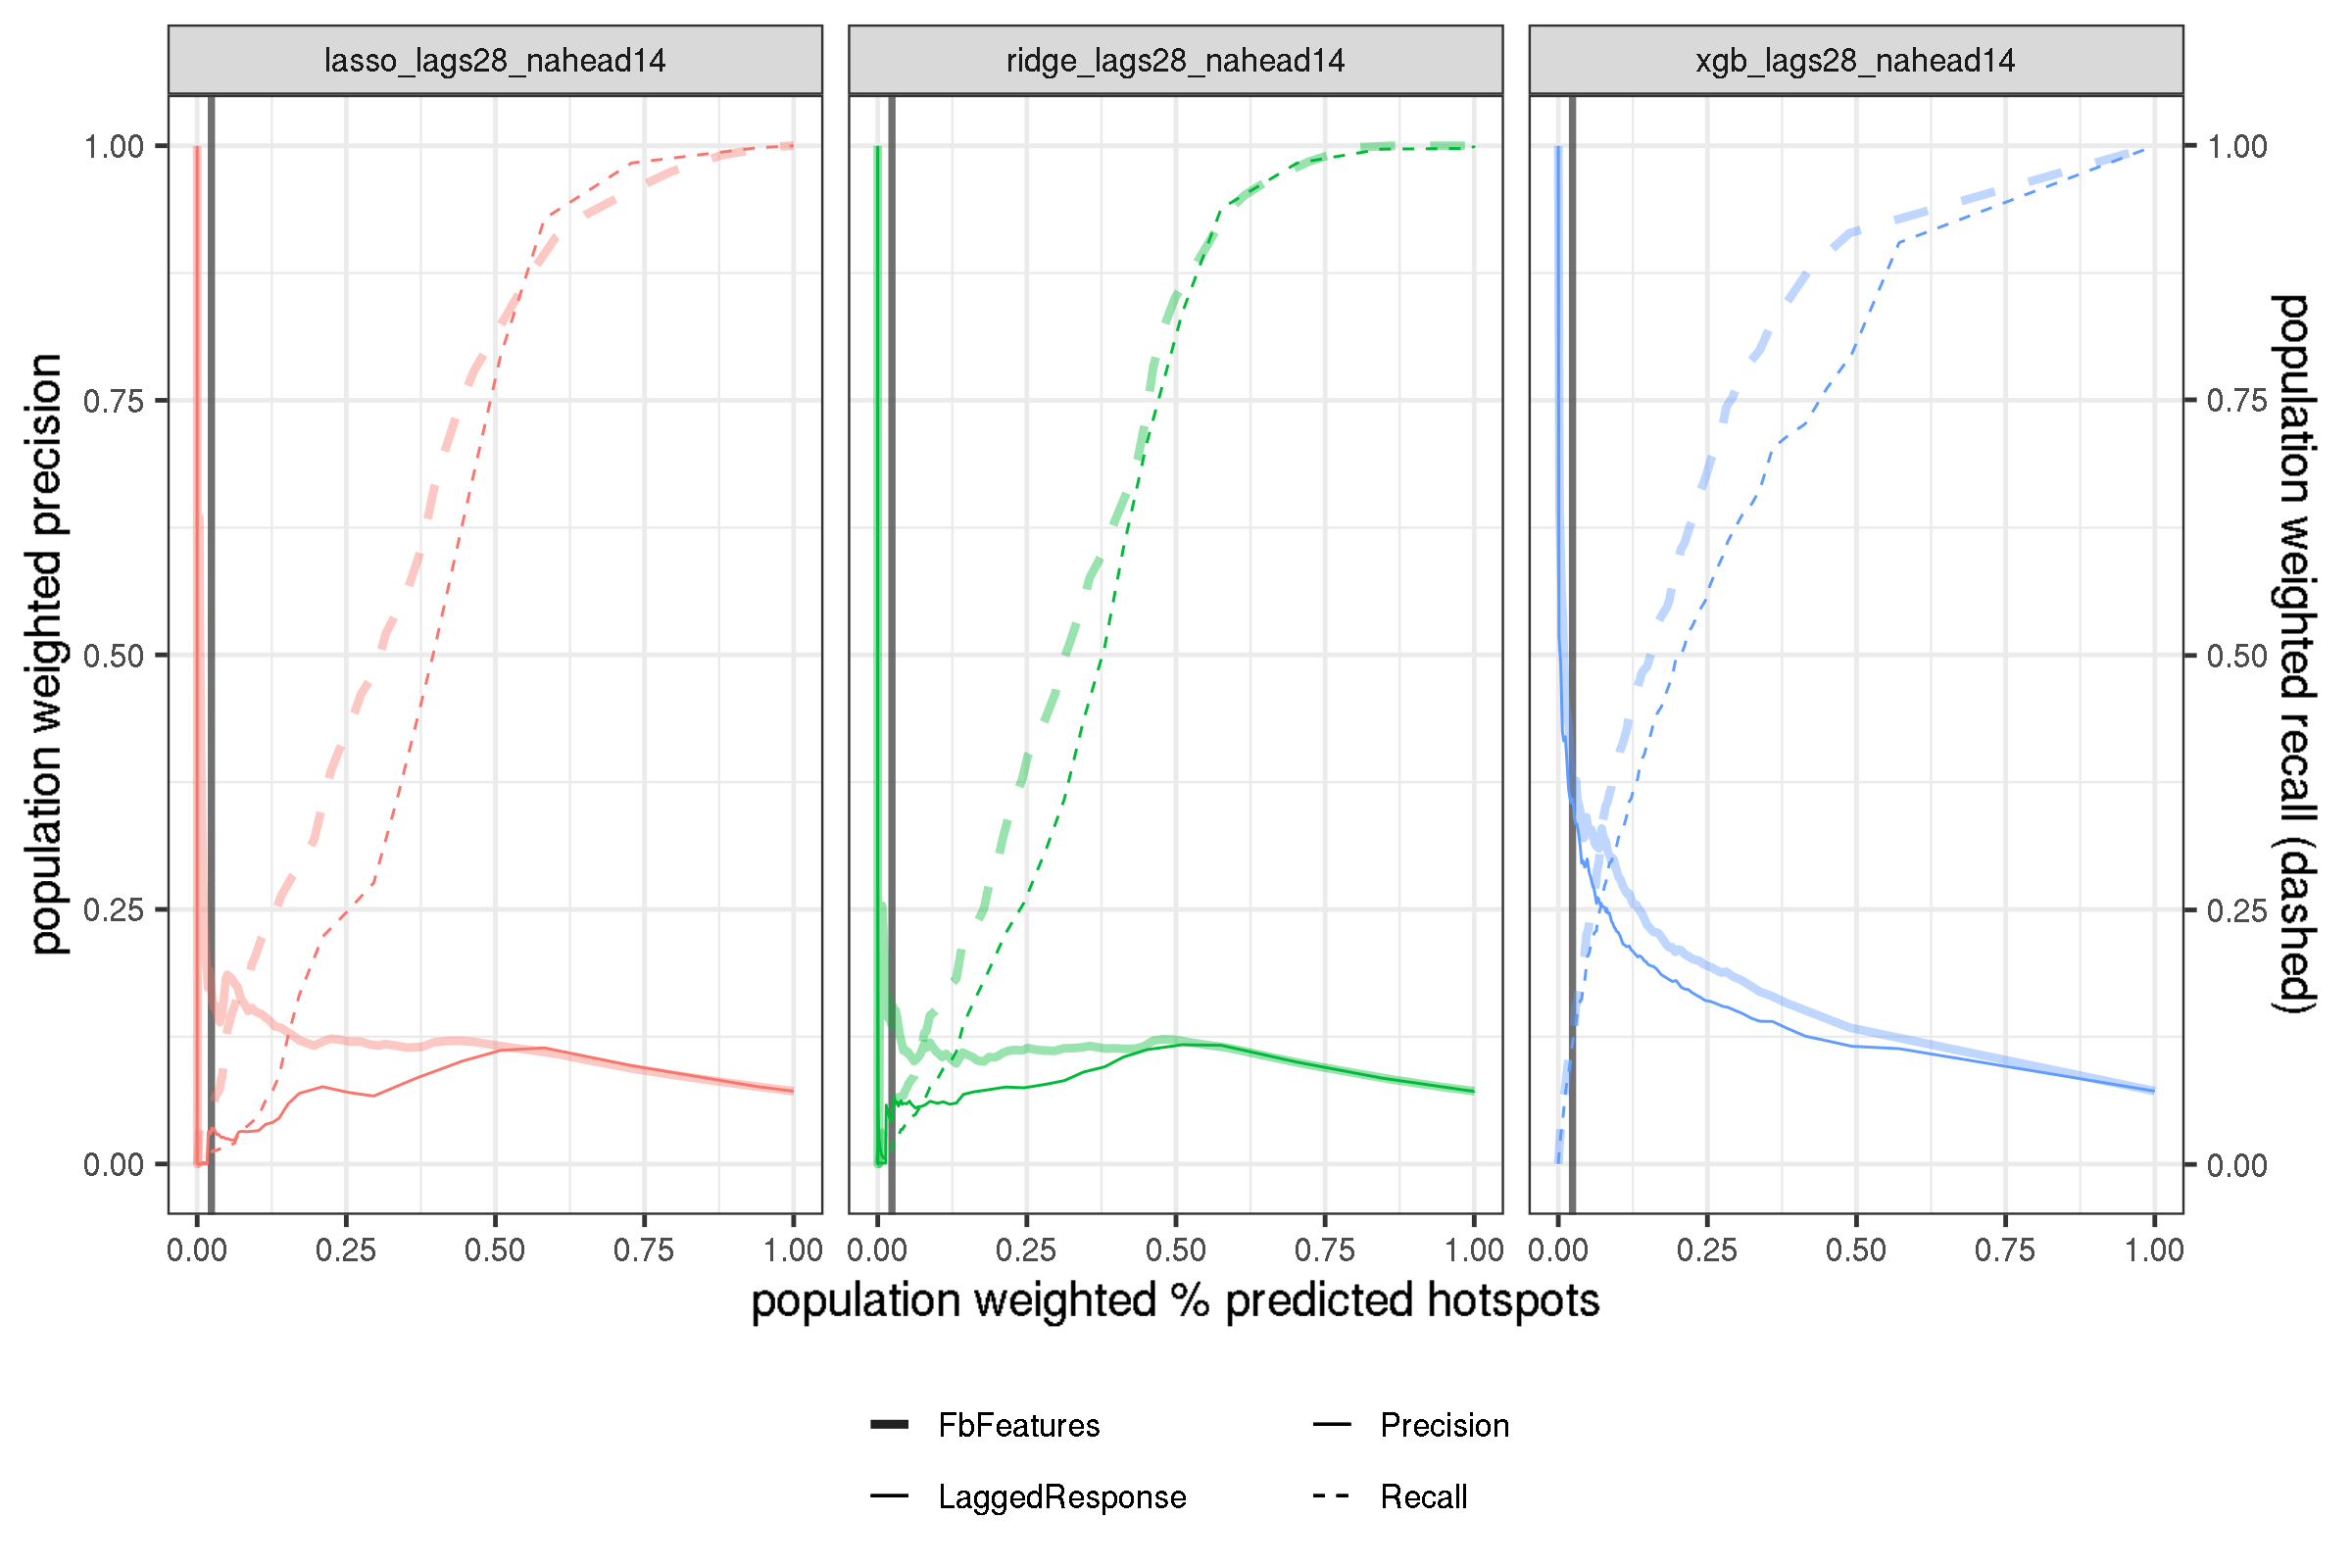 lasso_lags28_nahead14 ridge_lags28_nahead14 xgb_lags28_nahead14
population weighted precision
1.00
0.75
0.50
0.25
0.00
1.00
0.75
0.50
0.25
0.00
population weighted recall (dashed)
0.00 0.25 0.50 0.75 1.00 0.00 0.25 0.50 0.75 1.00 0.00 0.25 0.50 0.75 1.00
population weighted % predicted hotspots
FbFeatures Precision
LaggedResponse Recall